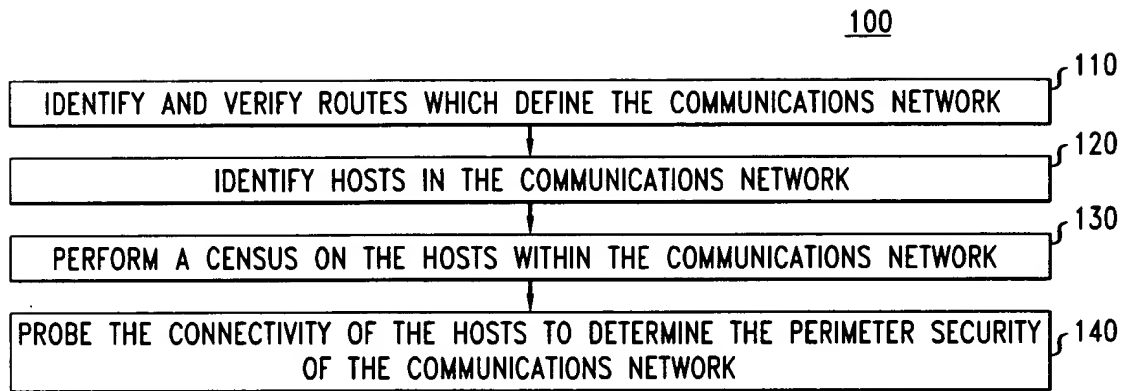 100
110
IDENTIFY AND VERIFY ROUTES WHICH DEFINE THE COMMUNICATIONS NETWORK
120
IDENTIFY HOSTS IN THE COMMUNICATIONS NETWORK
130
PERFORM A CENSUS ON THE HOSTS WITHIN THE COMMUNICATIONS NETWORK
140
PROBE THE CONNECTIVITY OF THE HOSTS TO DETERMINE THE PERIMETER SECURITY
OF THE COMMUNICATIONS NETWORK